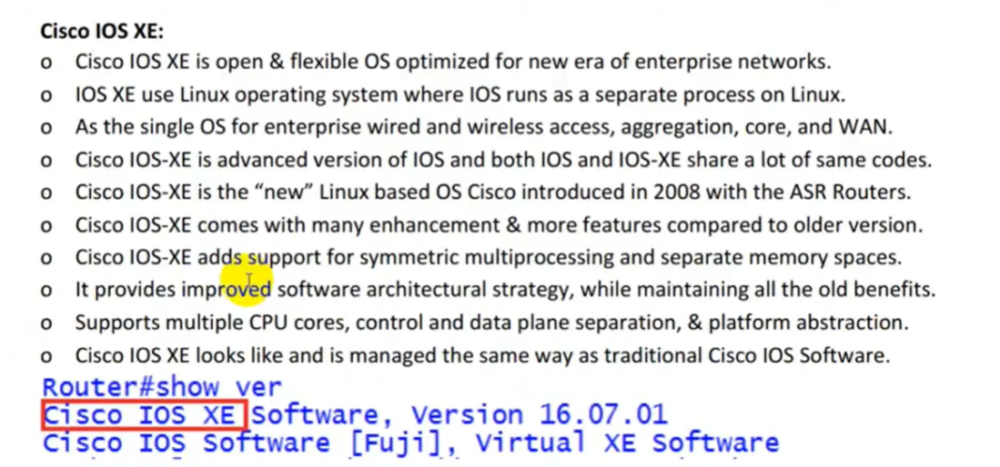 Cisco IOS XE:
o Cisco IOS XE is open & flexible OS optimized for new era of enterprise networks.
o IOS XE use Linux operating system where IOS runs as a separate process on Linux.
o As the single OS for enterprise wired and wireless access, aggregation, core, and WAN.
o Cisco IOS-XE is advanced version of IOS and both IOS and IOS-XE share a lot of same codes.
o Cisco IOS-XE is the “new” Linux based OS Cisco introduced in 2008 with the ASR Routers.
o Cisco IOS-XE comes with many enhancement & more features compared to older version.
o Cisco IOS-XE adds support for symmetric multiprocessing and separate memory spaces.
o It provides improved software architectural strategy, while maintaining all the old benefits.
o Supports multiple CPU cores, control and data plane separation, & platform abstraction.
o Cisco IOS XE looks like and is managed the same way as traditional Cisco IOS Software.
Router#show ver
Cisco IOS XE Software, Version 16.07.01
Cisco IOS Software [Fuji], Virtual XE Software